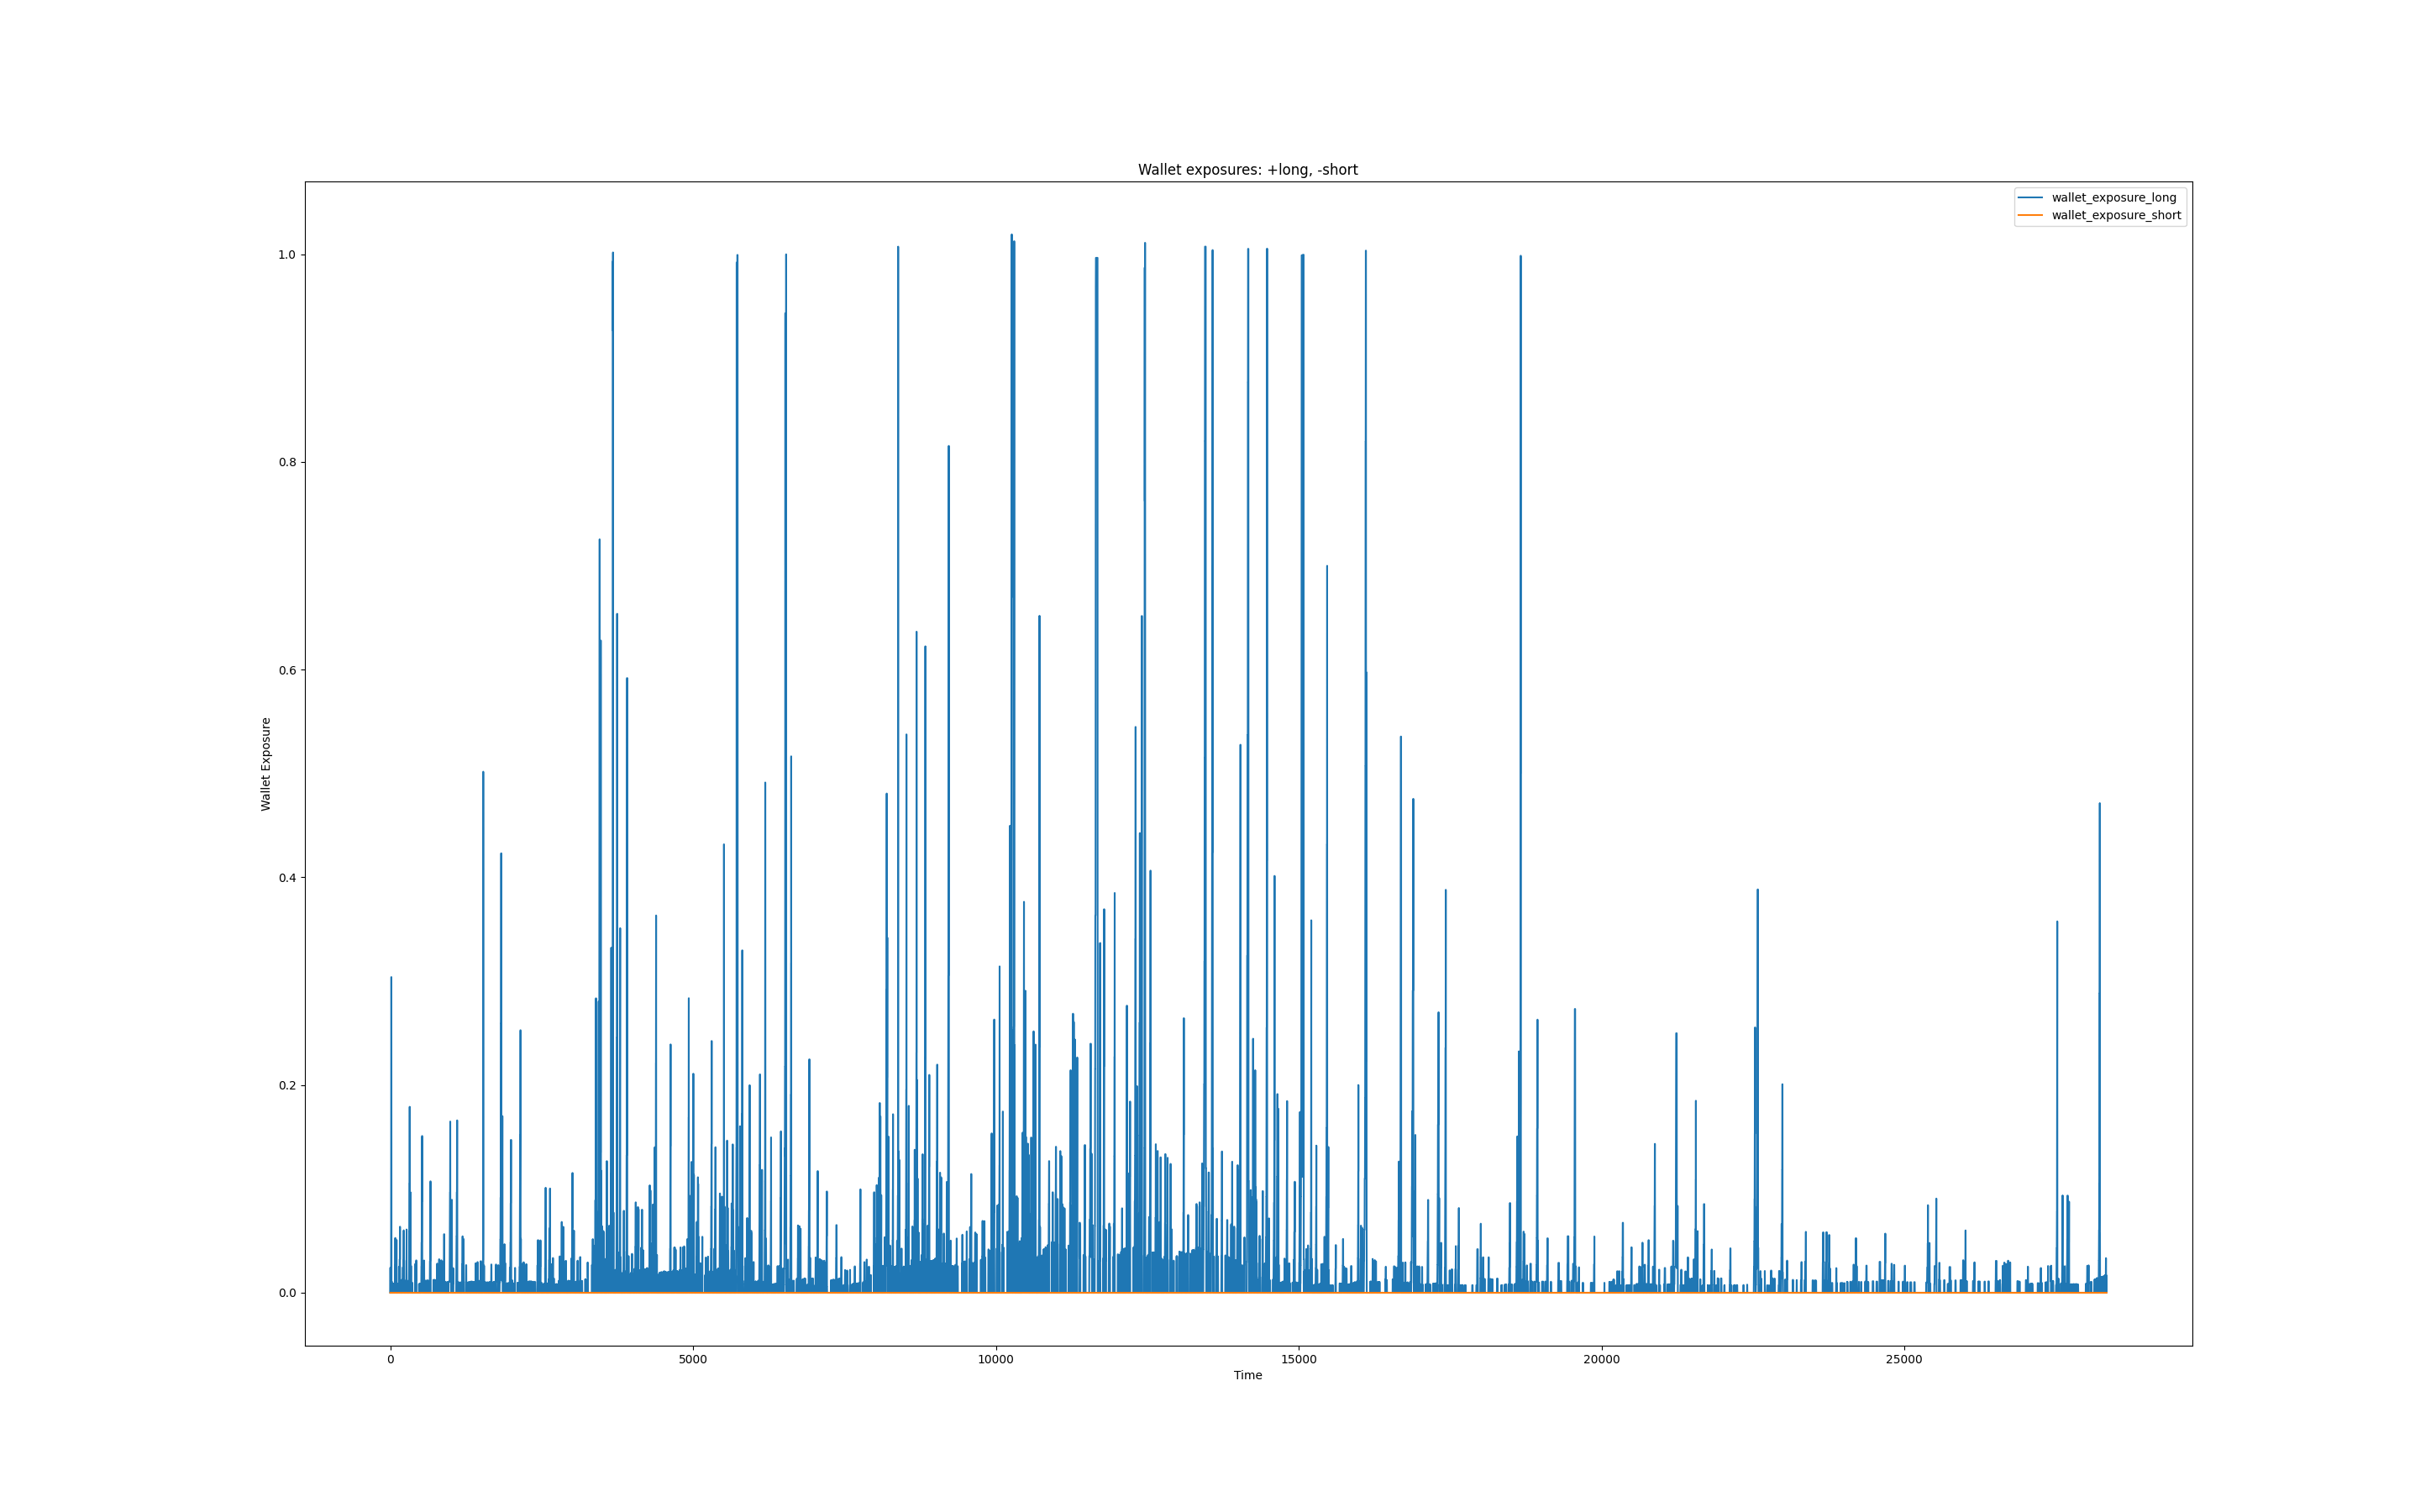 Wallet exposures: +long, -short
wallet_exposure_long
wallet_exposure_short
1.0
0.8
0.6
0.4
0.2
0.0
Wallet Exposure
0 5000 10000 15000 20000 25000
Time